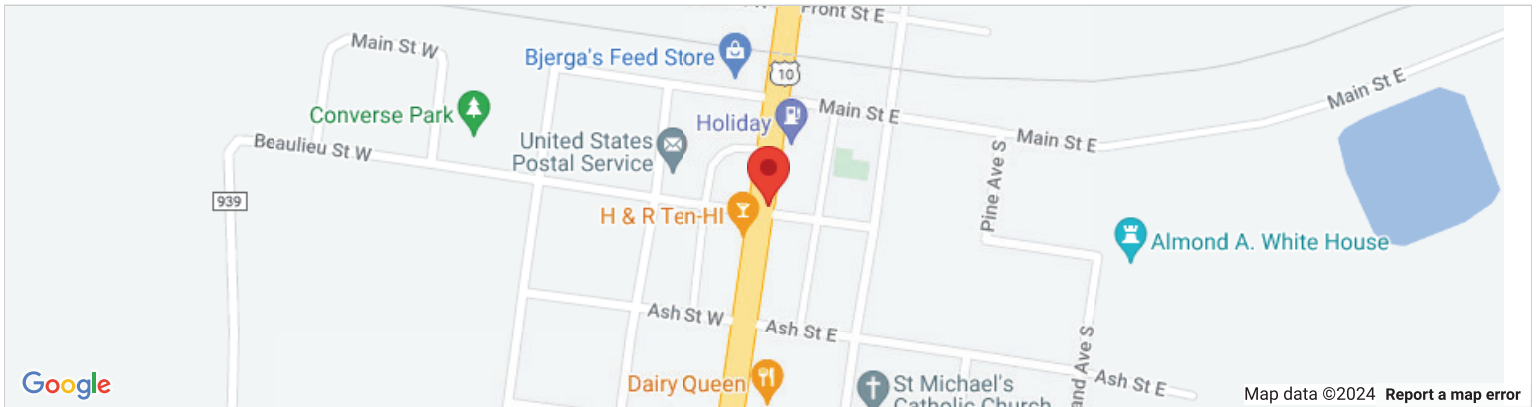 Front St E
Main St W
Bjerga's Feed Store
10
Main St E
Converse Park
Holiday
Main St E
Main St E
United States
Postal Service
Beaulieu St W
Pine Ave S
939
H & R Ten-HI
Almond A. White House
Ash St W
Ash St E
and Ave S
Ash St E
Dairy Queen
St Michael's
Catholic Church
Google
Map data ©2024 Report a map error